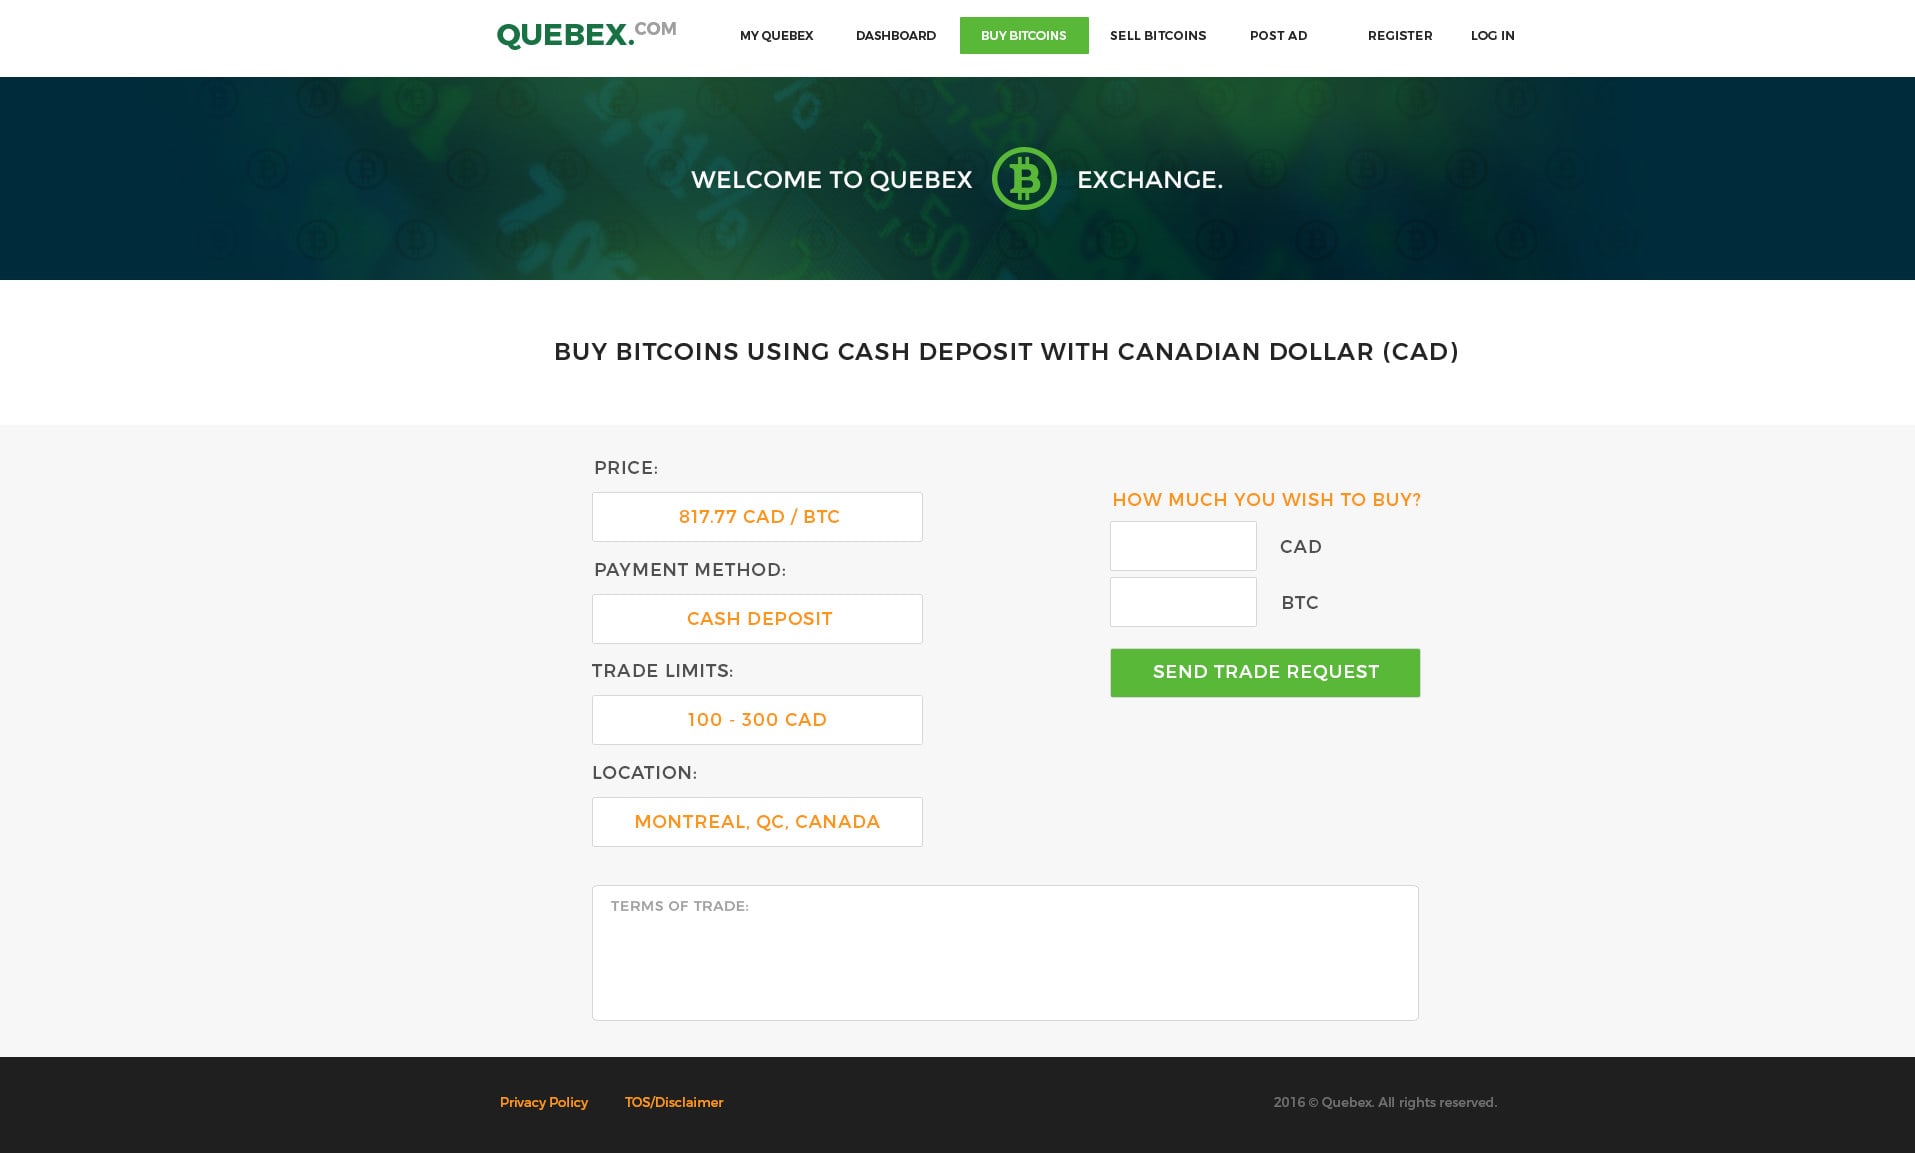 QUEBEX.COM
MY QUEBEX DASHBOARD BUY BITCOINS SELL BITCOINS POST AD REGISTER LOG IN
WELCOME TO QUEBEX EXCHANGE.
BUY BITCOINS USING CASH DEPOSIT WITH CANADIAN DOLLAR (CAD)
PRICE:
817.77 CAD / BTC
PAYMENT METHOD:
CASH DEPOSIT
TRADE LIMITS:
100 - 300 CAD
LOCATION:
MONTREAL, QC, CANADA
HOW MUCH YOU WISH TO BUY?
CAD
BTC
SEND TRADE REQUEST
TERMS OF TRADE:
Privacy Policy TOS/Disclaimer 2016 © Quebex. All rights reserved.